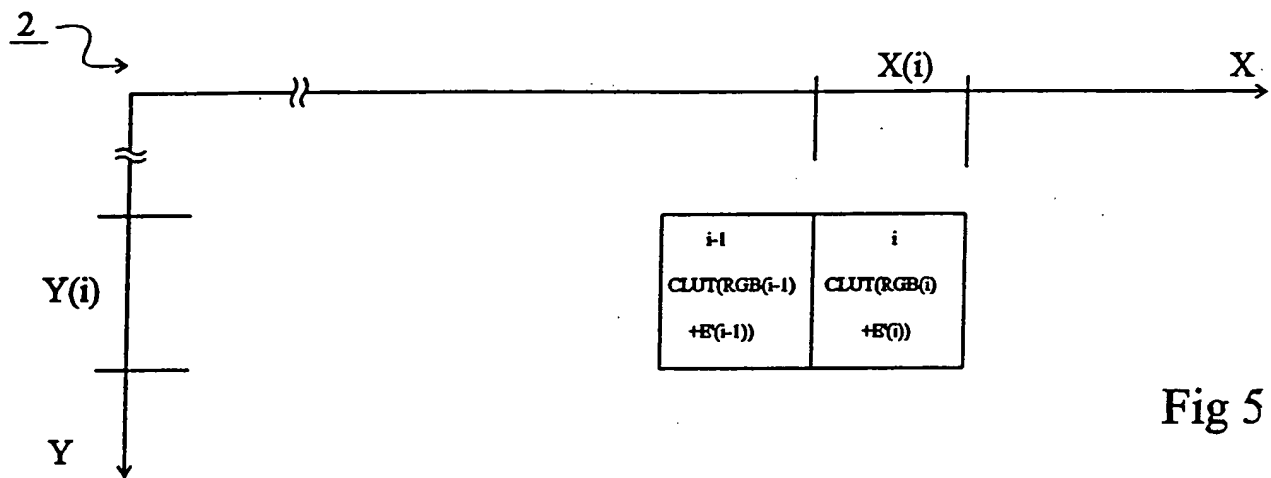 2
X(i)
X
Y(i)
i-1
CLUT(RGB(i-1)
+E'(i-1))
i
CLUT(RGB(i)
+E'(i))
Fig 5
Y